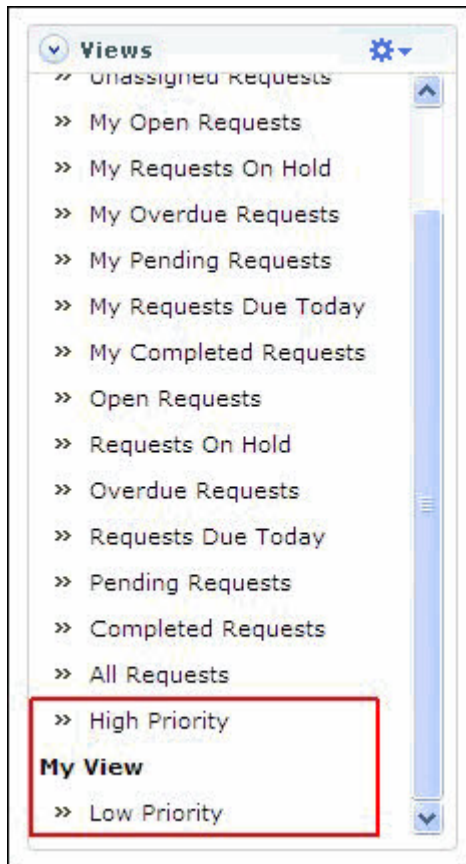 Views
» Unassigned Requests
» My Open Requests
» My Requests On Hold
» My Overdue Requests
» My Pending Requests
» My Requests Due Today
» My Completed Requests
» Open Requests
» Requests On Hold
» Overdue Requests
» Requests Due Today
» Pending Requests
» Completed Requests
» All Requests
» High Priority
My View
» Low Priority